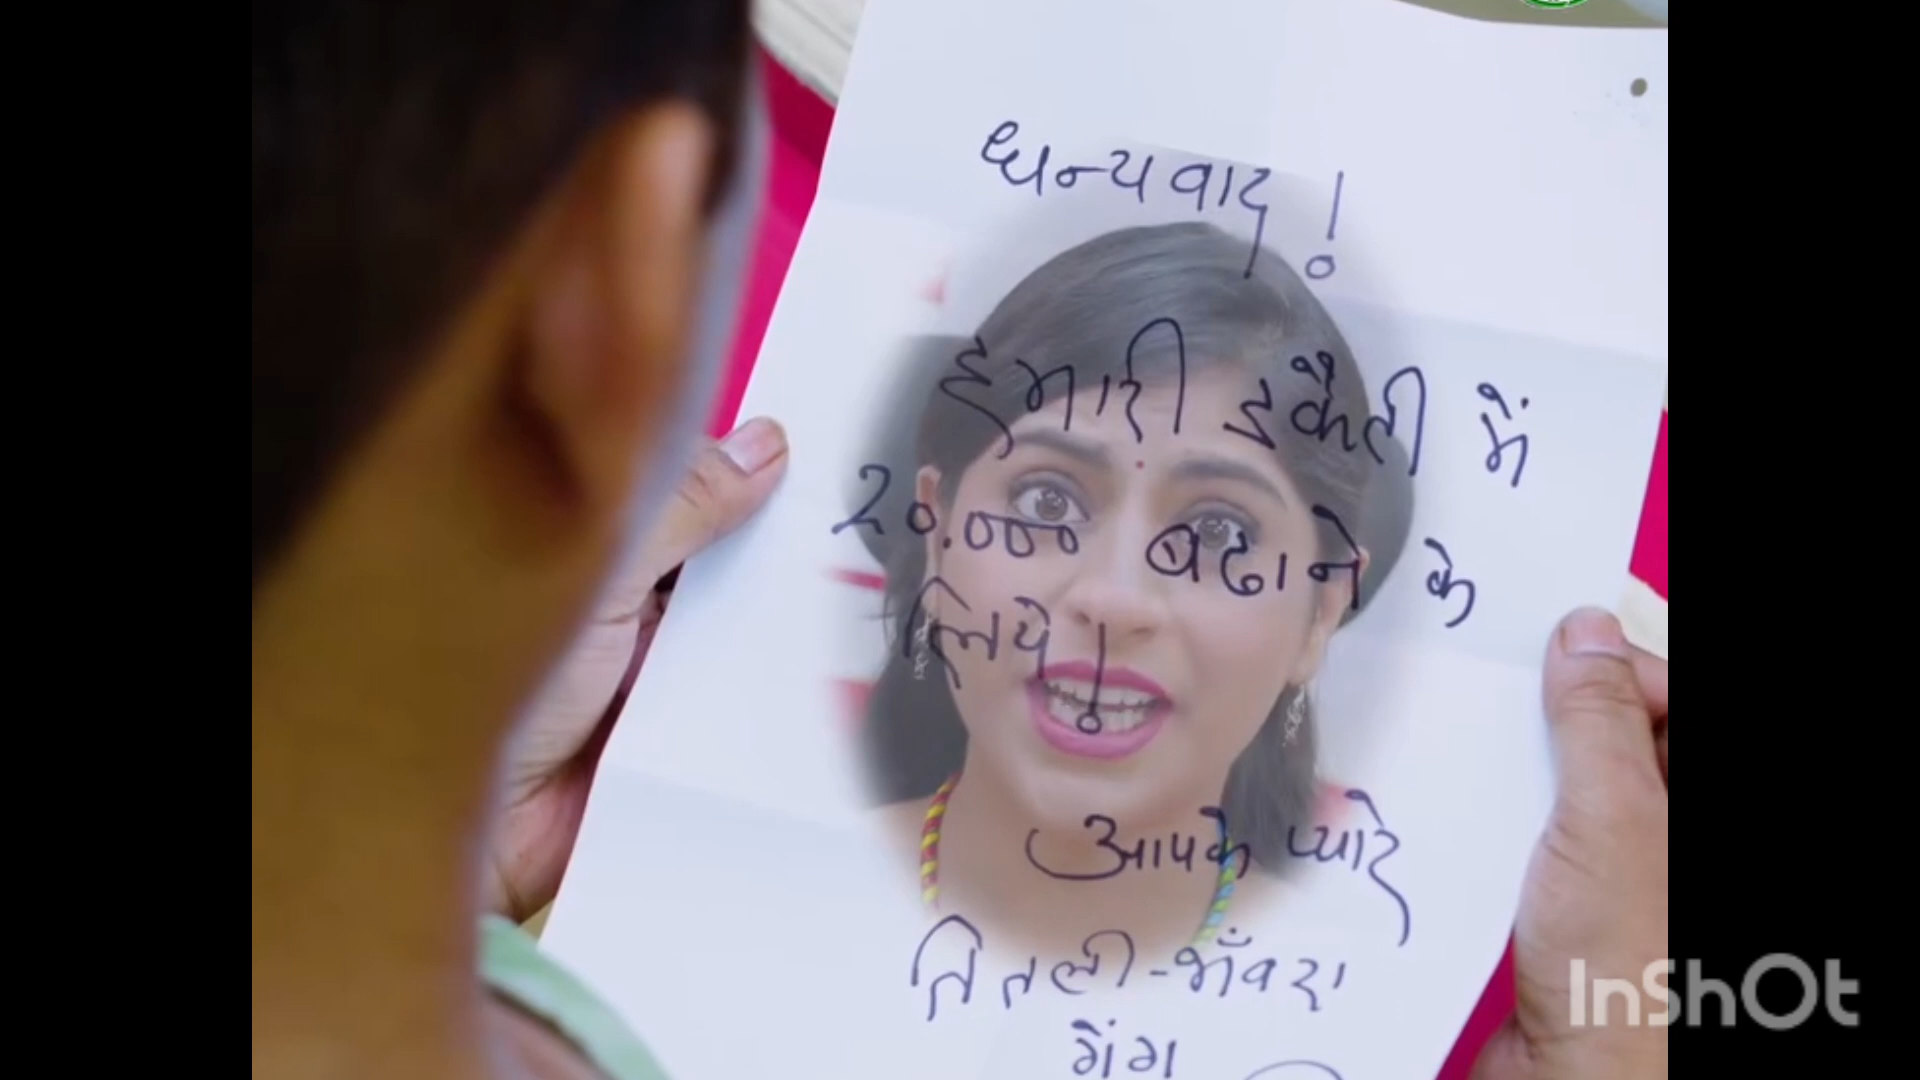 धन्यवाद !
हमारी डकैती में
20.000 बढाने के
लिये !
आपके प्यारे
तितली-भँवरा
गेंग
InShOt